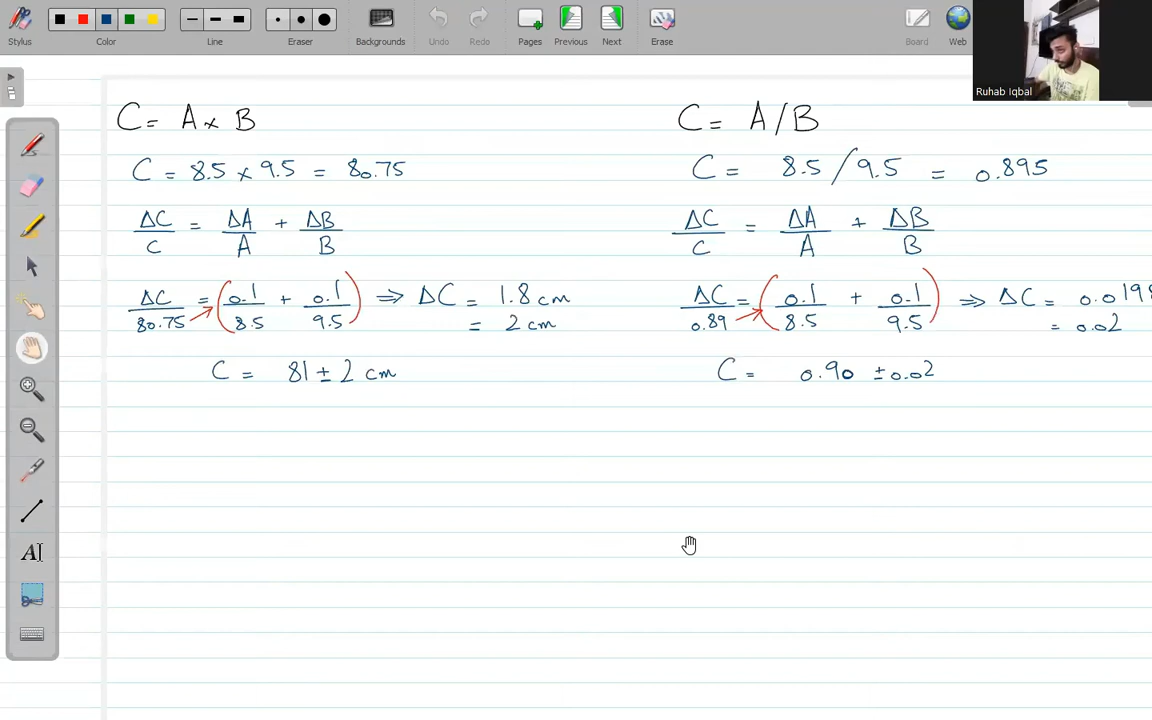 Stylus
Color
Line
Eraser
Backgrounds
Undo
Redo
Pages
Previous
Next
Erase
Board
Web
Ruhab Iqbal
C = A × B
C = 8.5 × 9.5 = 80.75
ΔC/C = ΔA/A + ΔB/B
ΔC/80.75 = (0.1/8.5 + 0.1/9.5) ⇒ ΔC = 1.8 cm
= 2 cm
C = 81 ± 2 cm
C = A/B
C = 8.5/9.5 = 0.895
ΔC/C = ΔA/A + ΔB/B
ΔC/0.89 = (0.1/8.5 + 0.1/9.5) ⇒ ΔC = 0.0198
= 0.02
C = 0.90 ± 0.02
AI